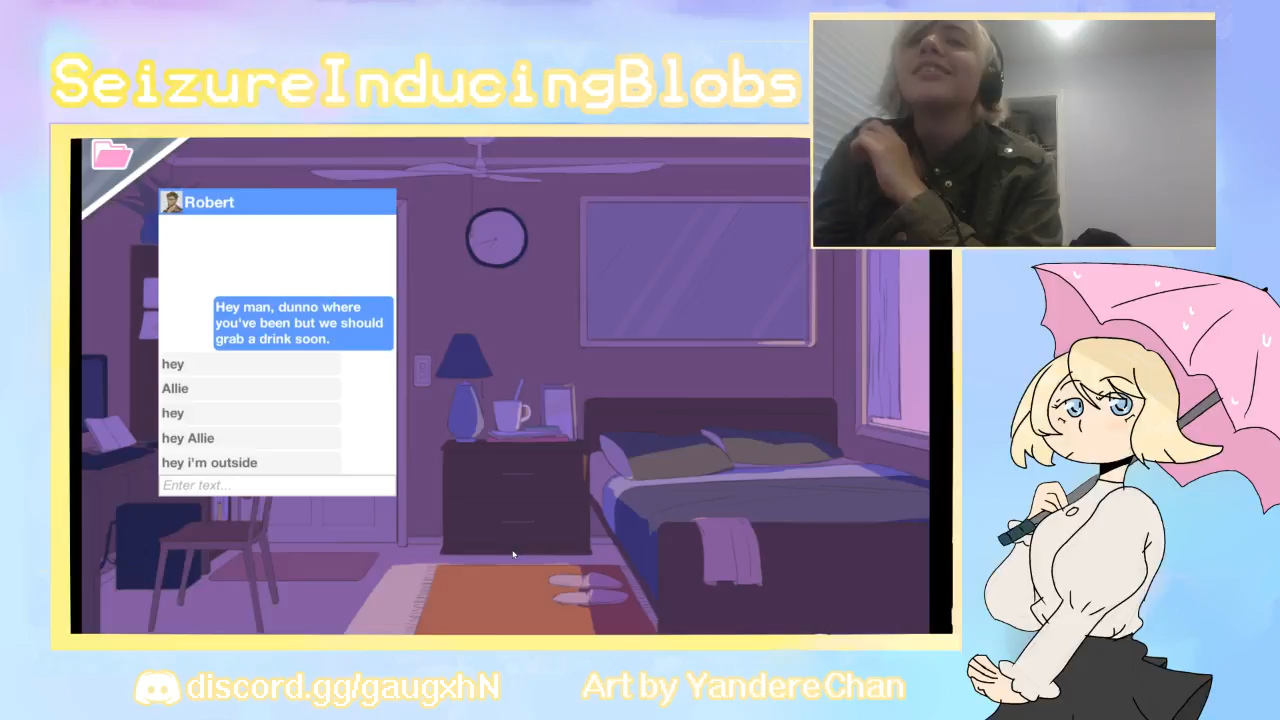 SeizureInducingBlobs
Robert
Hey man, dunno where
you've been but we should
grab a drink soon.
hey
Allie
hey
hey Allie
hey i'm outside
Enter text...
discord.gg/gaugxhN
Art by YandereChan